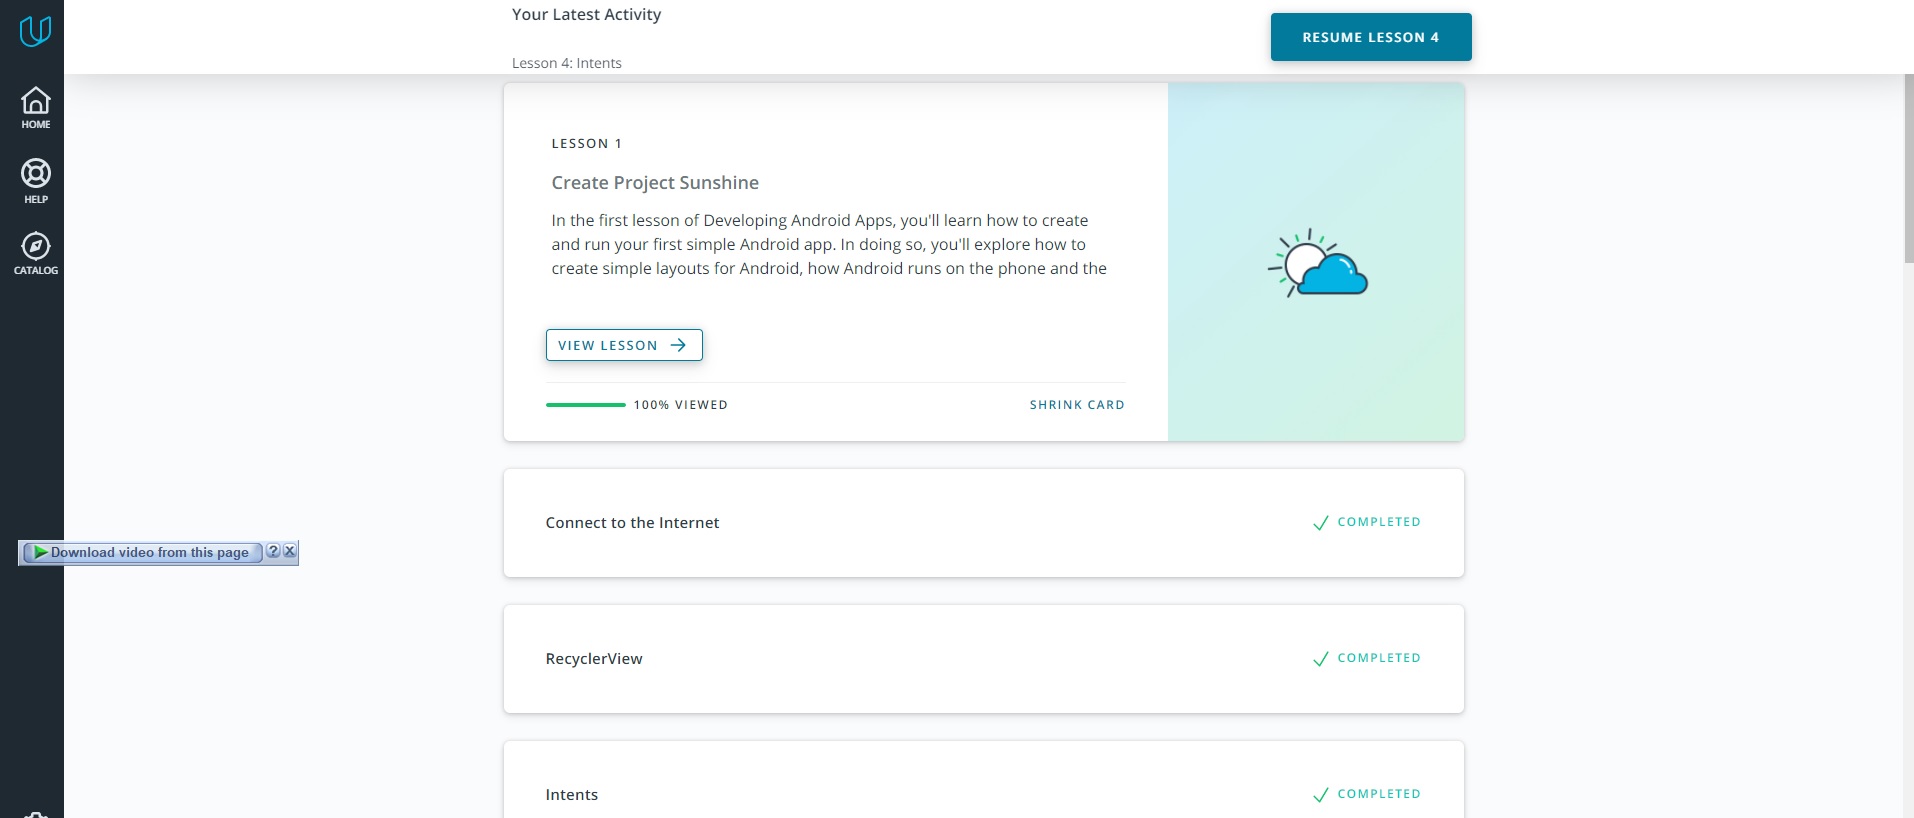 Your Latest Activity
Lesson 4: Intents
RESUME LESSON 4
HOME
HELP
CATALOG
LESSON 1
Create Project Sunshine
In the first lesson of Developing Android Apps, you'll learn how to create
and run your first simple Android app. In doing so, you'll explore how to
create simple layouts for Android, how Android runs on the phone and the
VIEW LESSON
100% VIEWED
SHRINK CARD
Connect to the Internet
COMPLETED
Download video from this page ? X
RecyclerView
COMPLETED
Intents
COMPLETED